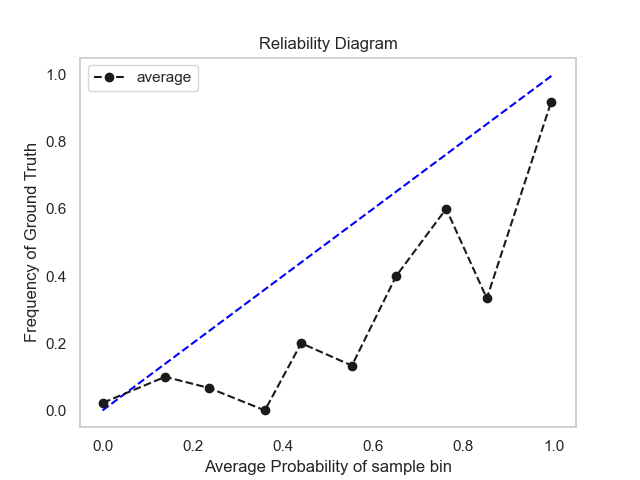 Reliability Diagram
average
Frequency of Ground Truth
1.0
0.8
0.6
0.4
0.2
0.0
0.0 0.2 0.4 0.6 0.8 1.0
Average Probability of sample bin